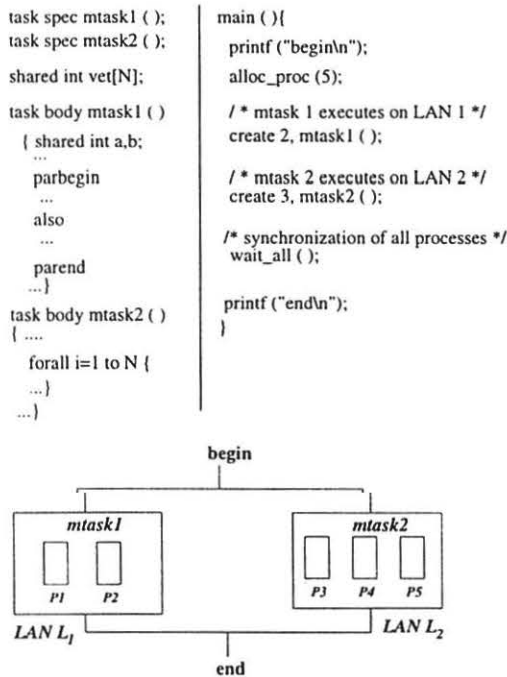 task spec mtask1 ( );
task spec mtask2 ( );
shared int vet[N];
task body mtask1 ( )
{ shared int a,b;
...
parbegin
...
also
...
parend
...}
task body mtask2 ( )
{ ....
forall i=1 to N {
...}
...}
main ( ){
printf ("begin\n");
alloc_proc (5);
/ * mtask 1 executes on LAN 1 */
create 2, mtask1 ( );
/ * mtask 2 executes on LAN 2 */
create 3, mtask2 ( );
/* synchronization of all processes */
wait_all ( );
printf ("end\n");
}
begin
mtask1
P1 P2
LAN L1
mtask2
P3 P4 P5
LAN L2
end